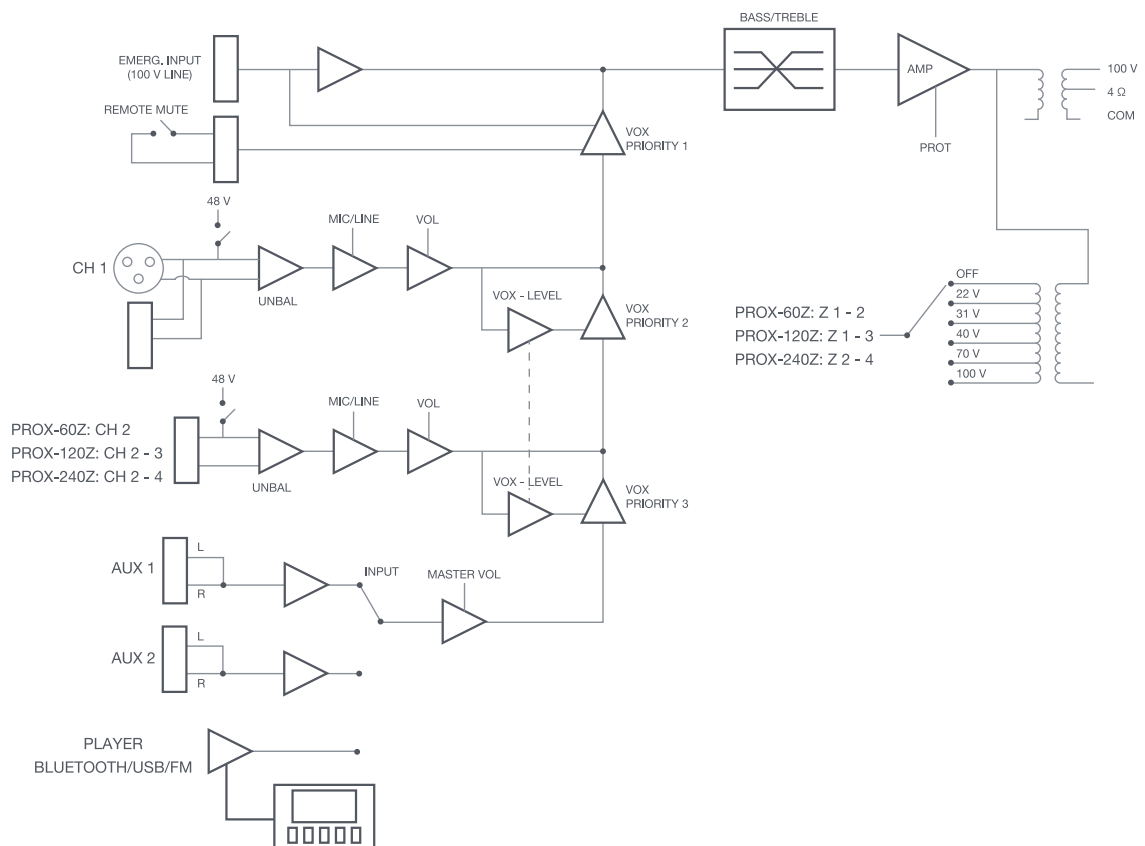 BASS/TREBLE
EMERG. INPUT
(100 V LINE)
AMP
100 V
4 Ω
COM
REMOTE MUTE
VOX
PRIORITY 1
PROT
48 V
MIC/LINE
VOL
CH 1
UNBAL
VOX - LEVEL
VOX
PRIORITY 2
OFF
22 V
31 V
40 V
70 V
100 V
PROX-60Z: Z 1 - 2
PROX-120Z: Z 1 - 3
PROX-240Z: Z 2 - 4
48 V
MIC/LINE
VOL
PROX-60Z: CH 2
PROX-120Z: CH 2 - 3
PROX-240Z: CH 2 - 4
UNBAL
VOX - LEVEL
VOX
PRIORITY 3
AUX 1
L
R
INPUT
MASTER VOL
AUX 2
L
R
PLAYER
BLUETOOTH/USB/FM